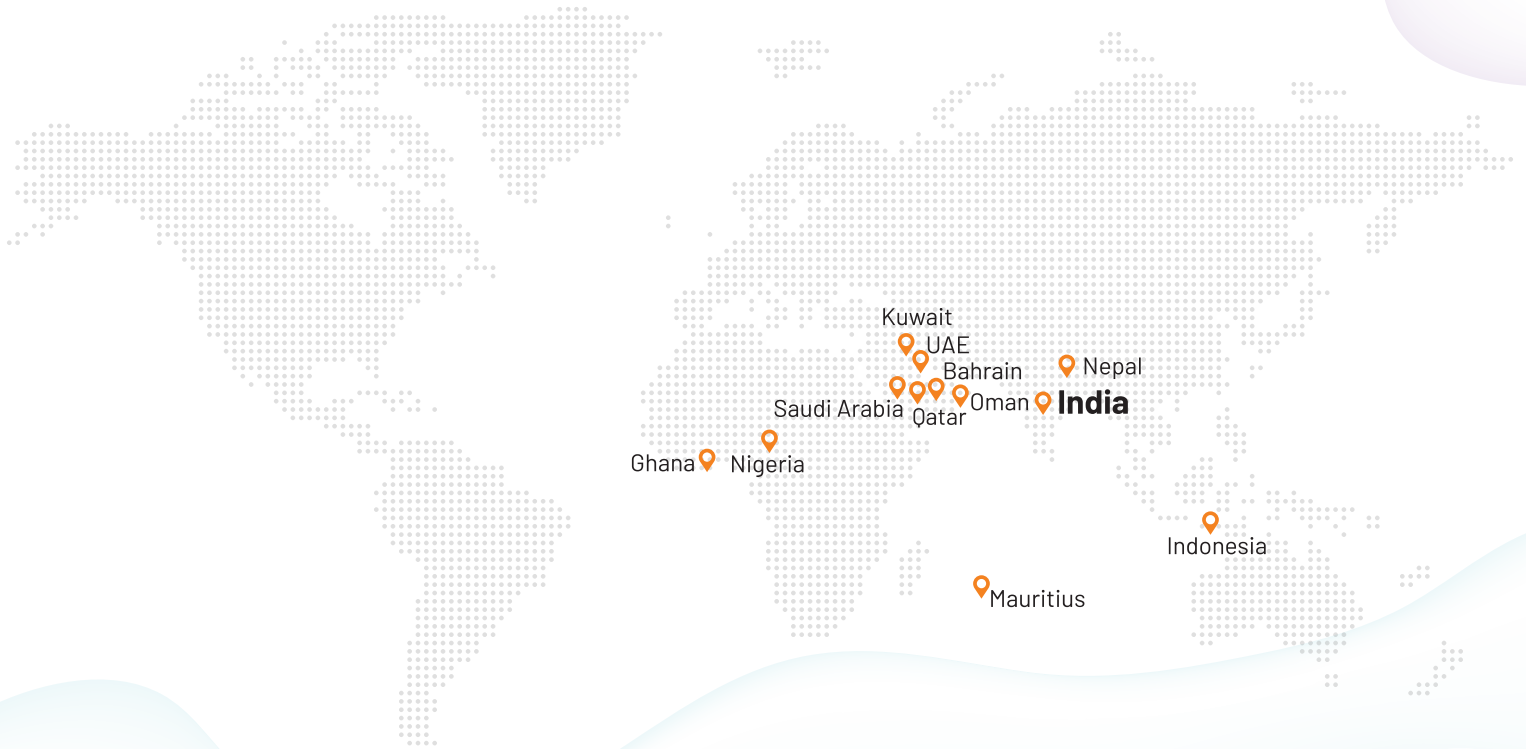 Kuwait
UAE
Nepal
Bahrain
India
Oman
Saudi Arabia
Qatar
Ghana
Nigeria
Indonesia
Mauritius